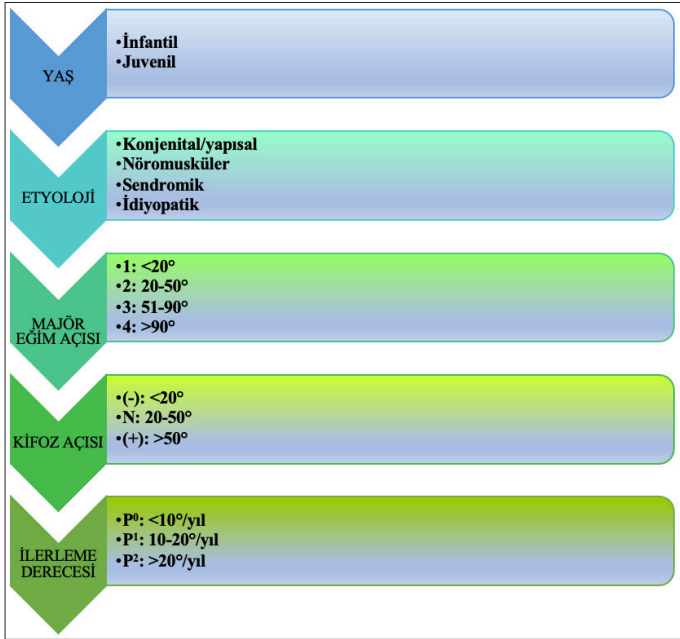 YAŞ
•İnfantil
•Juvenil
ETYOLOJİ
•Konjenital/yapısal
•Nöromusküler
•Sendromik
•İdiyopatik
MAJÖR
EĞİM AÇISI
•1: <20°
•2: 20-50°
•3: 51-90°
•4: >90°
KİFOZ AÇISI
•(-): <20°
•N: 20-50°
•(+): >50°
İLERLEME
DERECESİ
•P⁰: <10°/yıl
•P¹: 10-20°/yıl
•P²: >20°/yıl